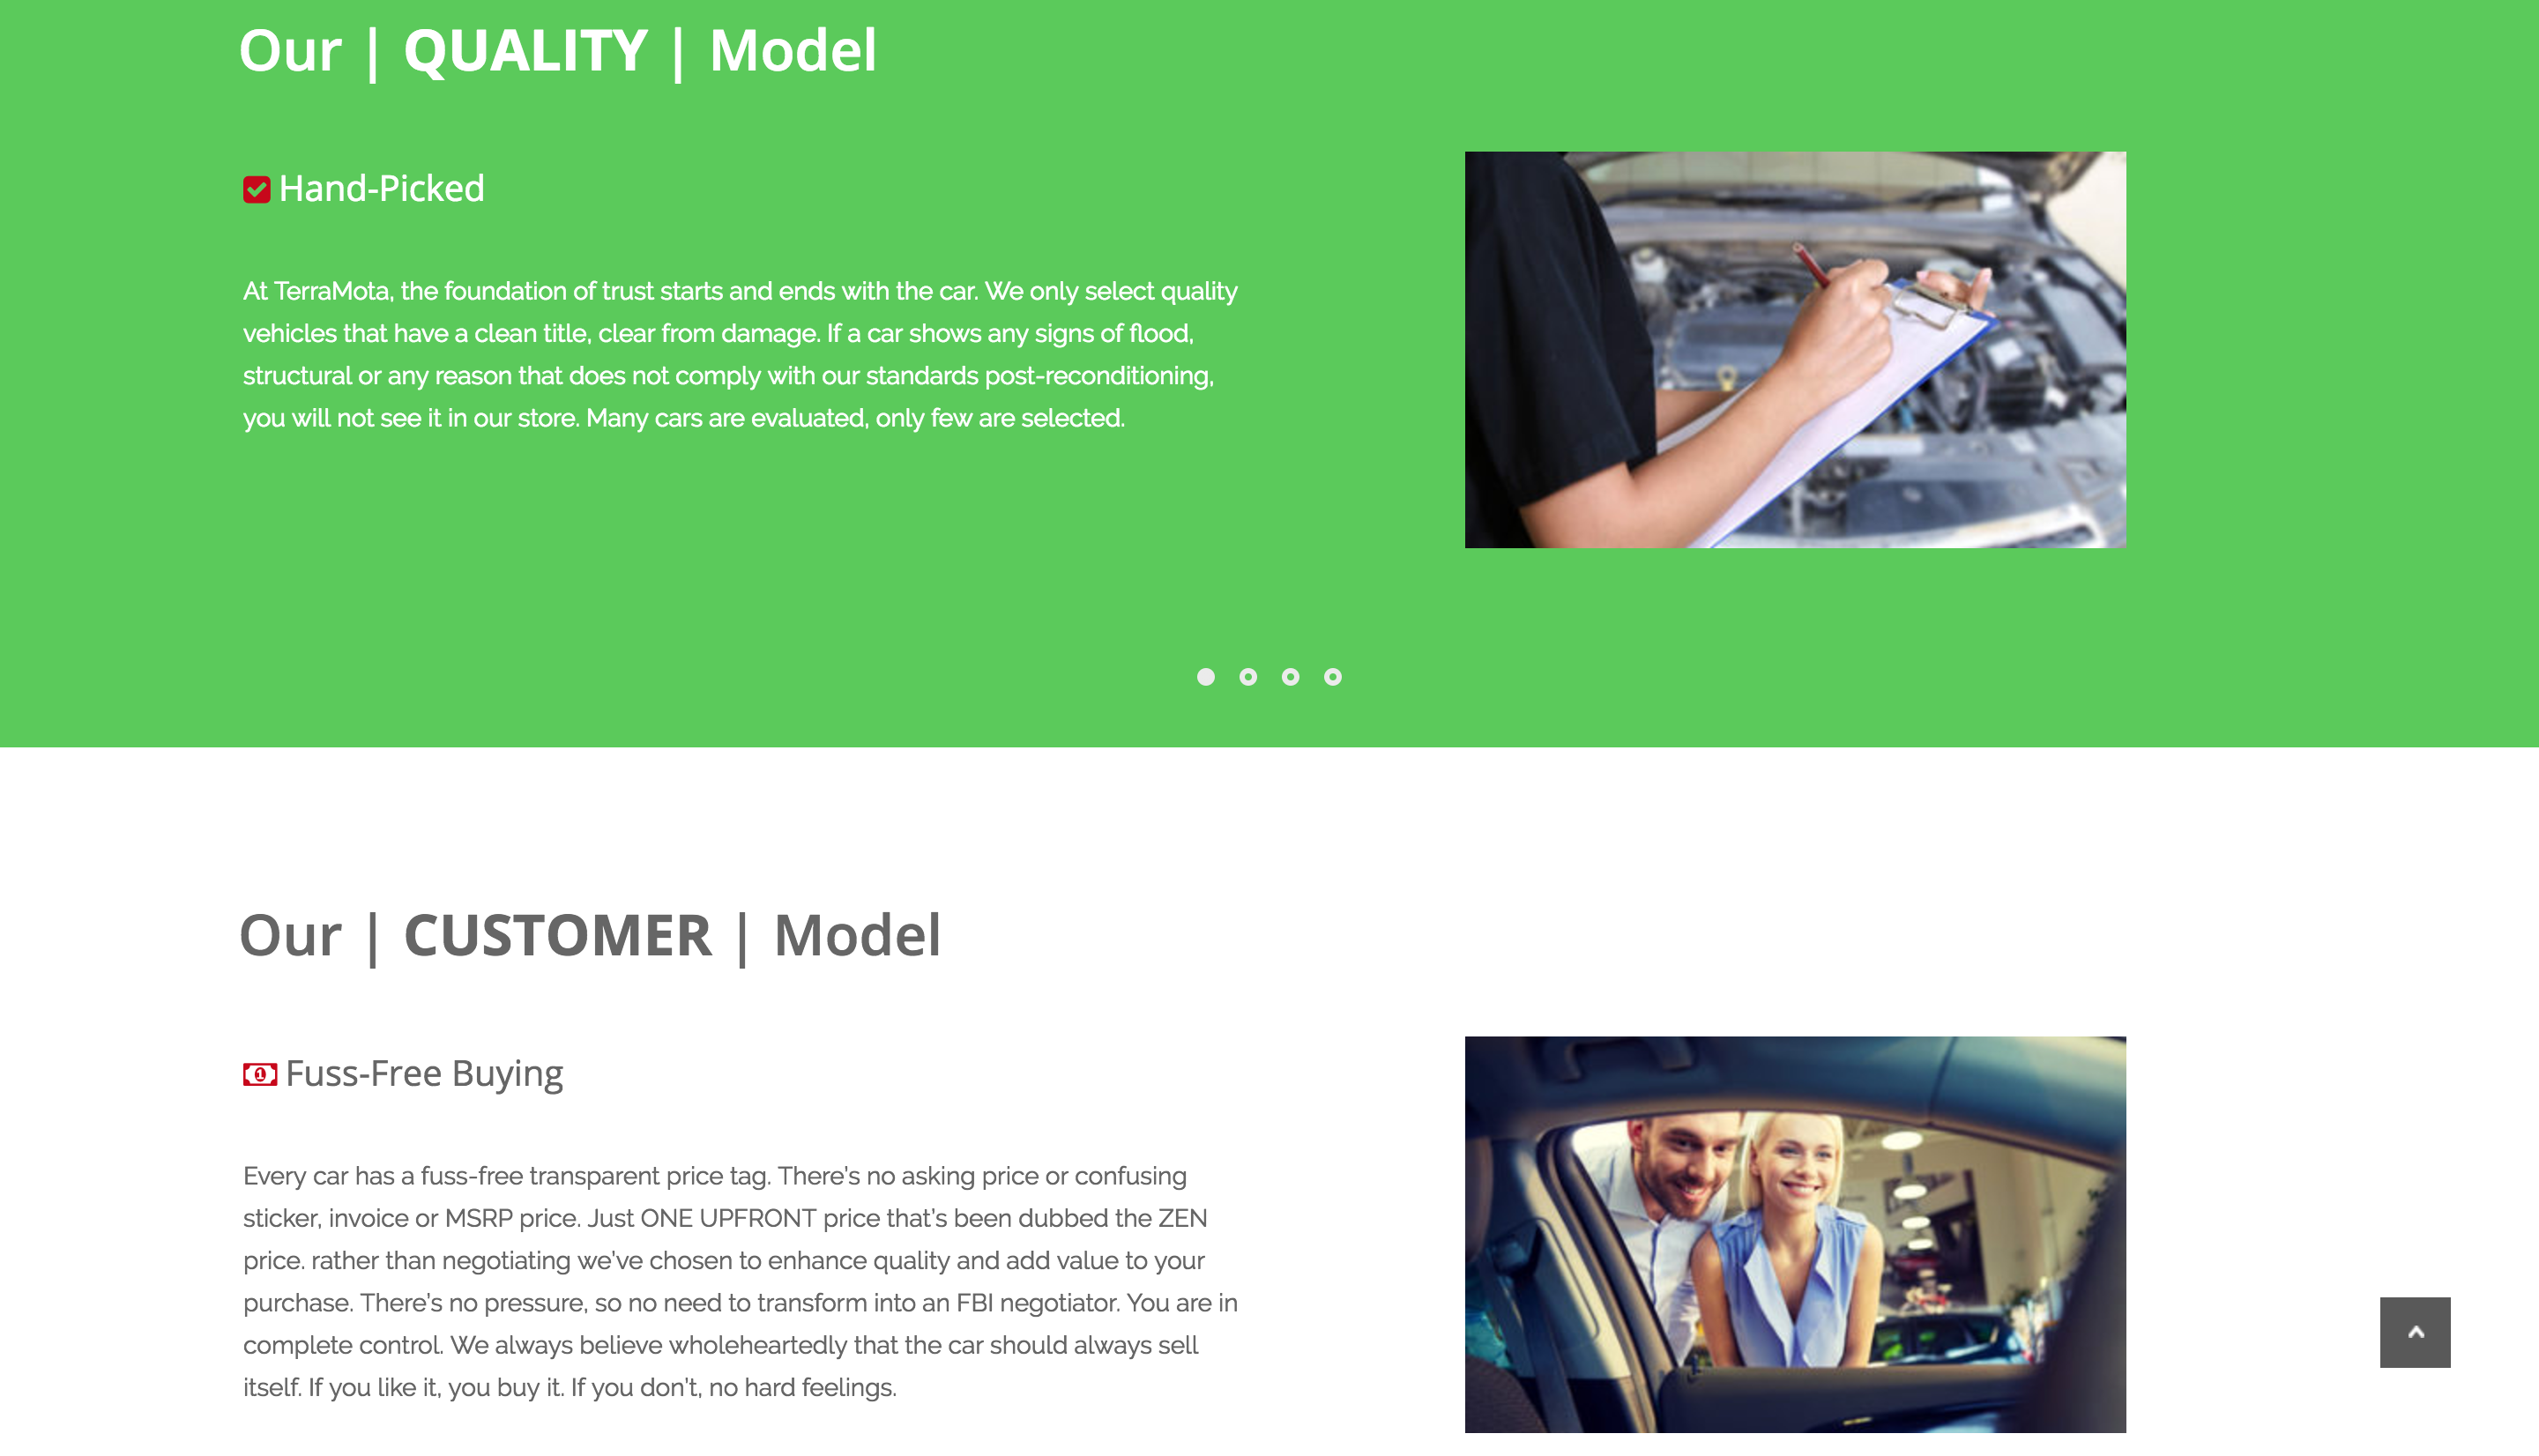 Our | QUALITY | Model
Hand-Picked
At TerraMota, the foundation of trust starts and ends with the car. We only select quality
vehicles that have a clean title, clear from damage. If a car shows any signs of flood,
structural or any reason that does not comply with our standards post-reconditioning,
you will not see it in our store. Many cars are evaluated, only few are selected.
Our | CUSTOMER | Model
Fuss-Free Buying
Every car has a fuss-free transparent price tag. There's no asking price or confusing
sticker, invoice or MSRP price. Just ONE UPFRONT price that's been dubbed the ZEN
price. rather than negotiating we've chosen to enhance quality and add value to your
purchase. There's no pressure, so no need to transform into an FBI negotiator. You are in
complete control. We always believe wholeheartedly that the car should always sell
itself. If you like it, you buy it. If you don't, no hard feelings.